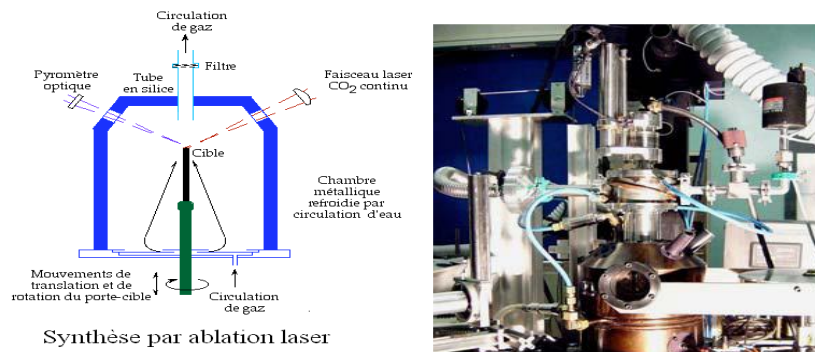 Circulation
de gaz
Filtre
Pyromètre
optique
Tube
en silice
Faisceau laser
CO2 continu
Cible
Chambre
métallique
refroidie par
circulation d'eau
Mouvements de
translation et de
rotation du porte-cible
Circulation
de gaz
Synthèse par ablation laser